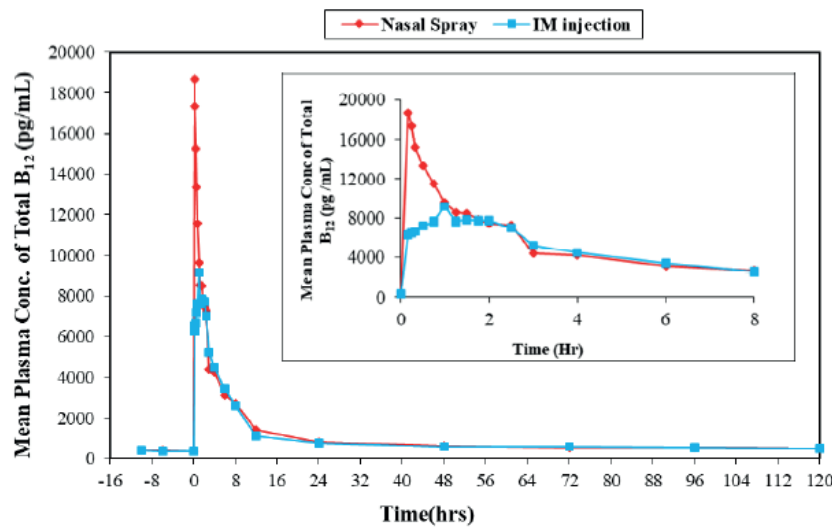 Nasal Spray IM injection
Mean Plasma Conc. of Total B12 (pg/mL)
20000
18000
16000
14000
12000
10000
8000
6000
4000
2000
0
-16 -8 0 8 16 24 32 40 48 56 64 72 80 88 96 104 112 120
Time(hrs)
Mean Plasma Conc of Total
B12 (pg /mL)
20000
16000
12000
8000
4000
0
0 2 4 6 8
Time (Hr)